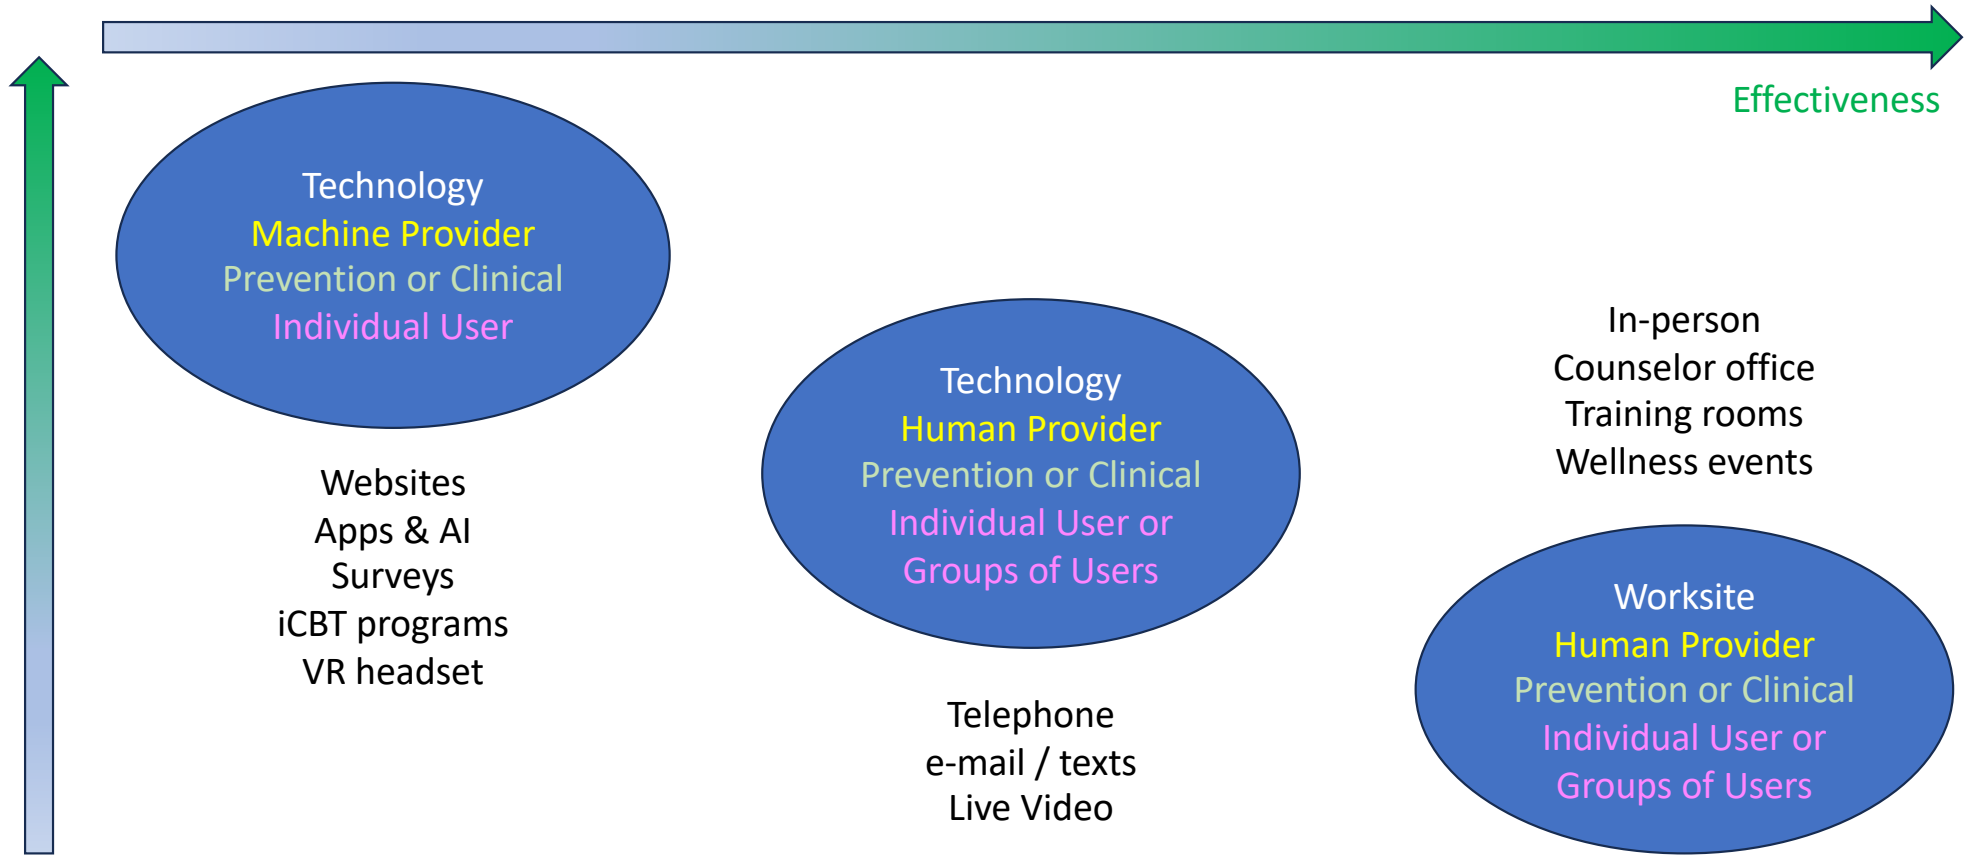 Effectiveness
Technology
Machine Provider
Prevention or Clinical
Individual User
Websites
Apps & AI
Surveys
iCBT programs
VR headset
Technology
Human Provider
Prevention or Clinical
Individual User or
Groups of Users
Telephone
e-mail / texts
Live Video
In-person
Counselor office
Training rooms
Wellness events
Worksite
Human Provider
Prevention or Clinical
Individual User or
Groups of Users